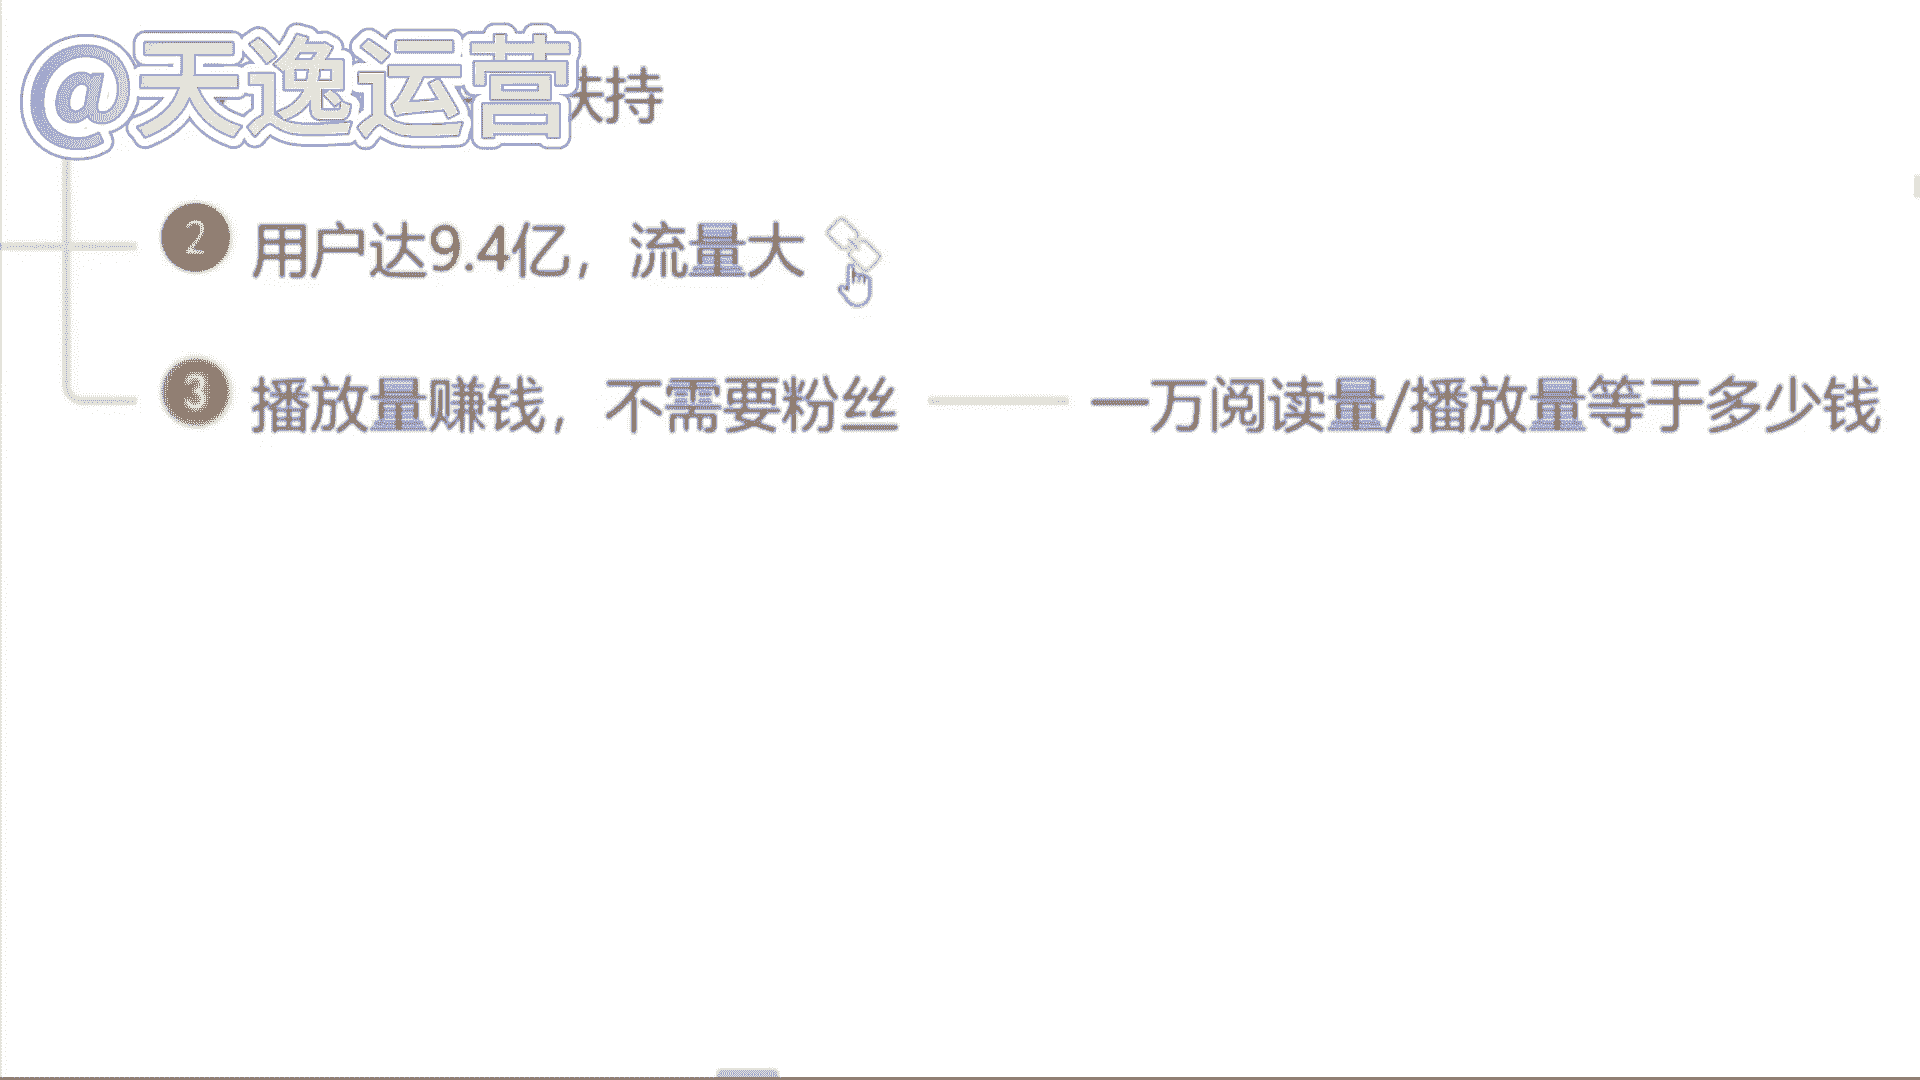 @天逸运营
扶持
2 用户达9.4亿，流量大
3 播放量赚钱，不需要粉丝
一万阅读量/播放量等于多少钱